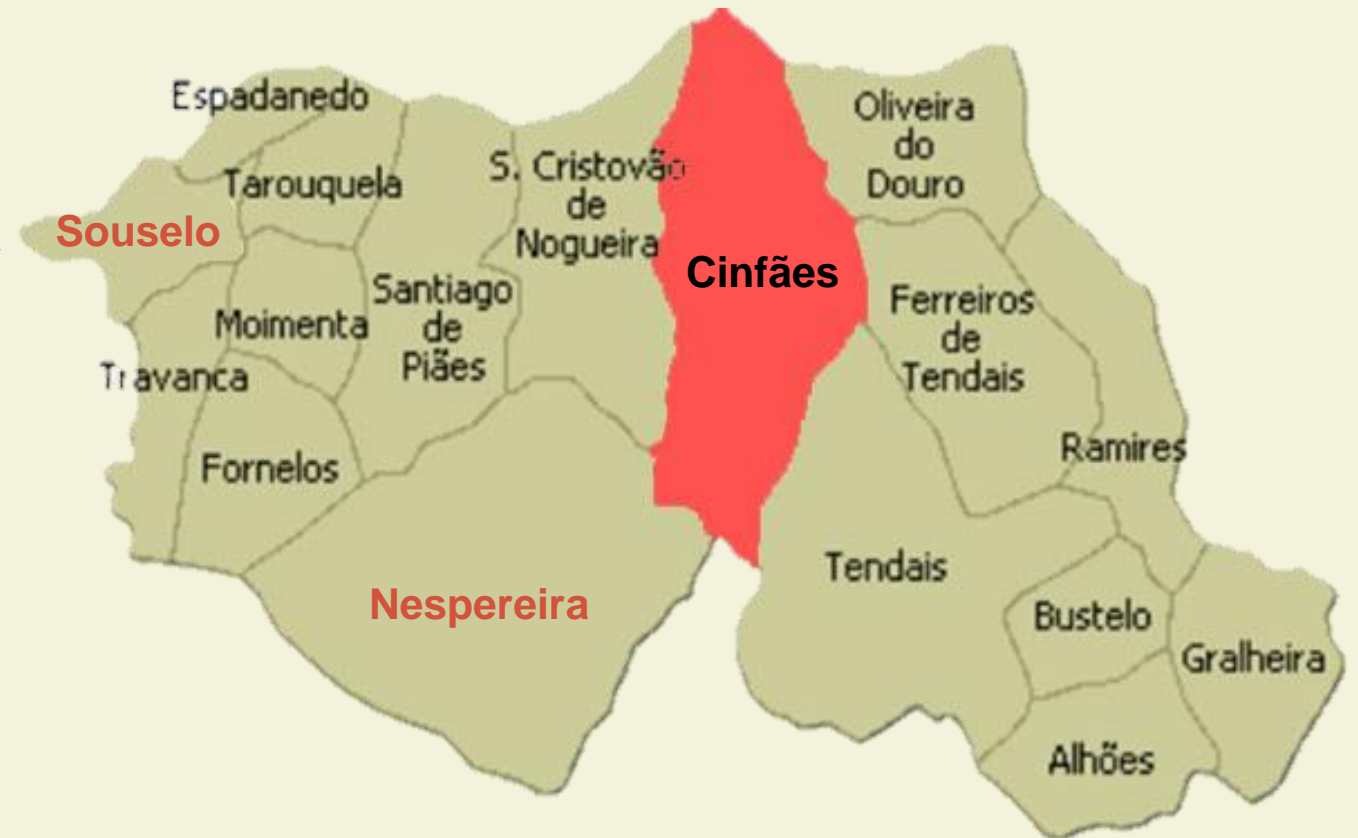 Espadanedo
Tarouquela
Souselo
Moimenta
Travanca
Fornelos
Santiago
de
Piães
S. Cristovão
de
Nogueira
Nespereira
Cinfães
Oliveira
do
Douro
Ferreiros
de
Tendais
Ramires
Tendais
Bustelo
Gralheira
Alhões